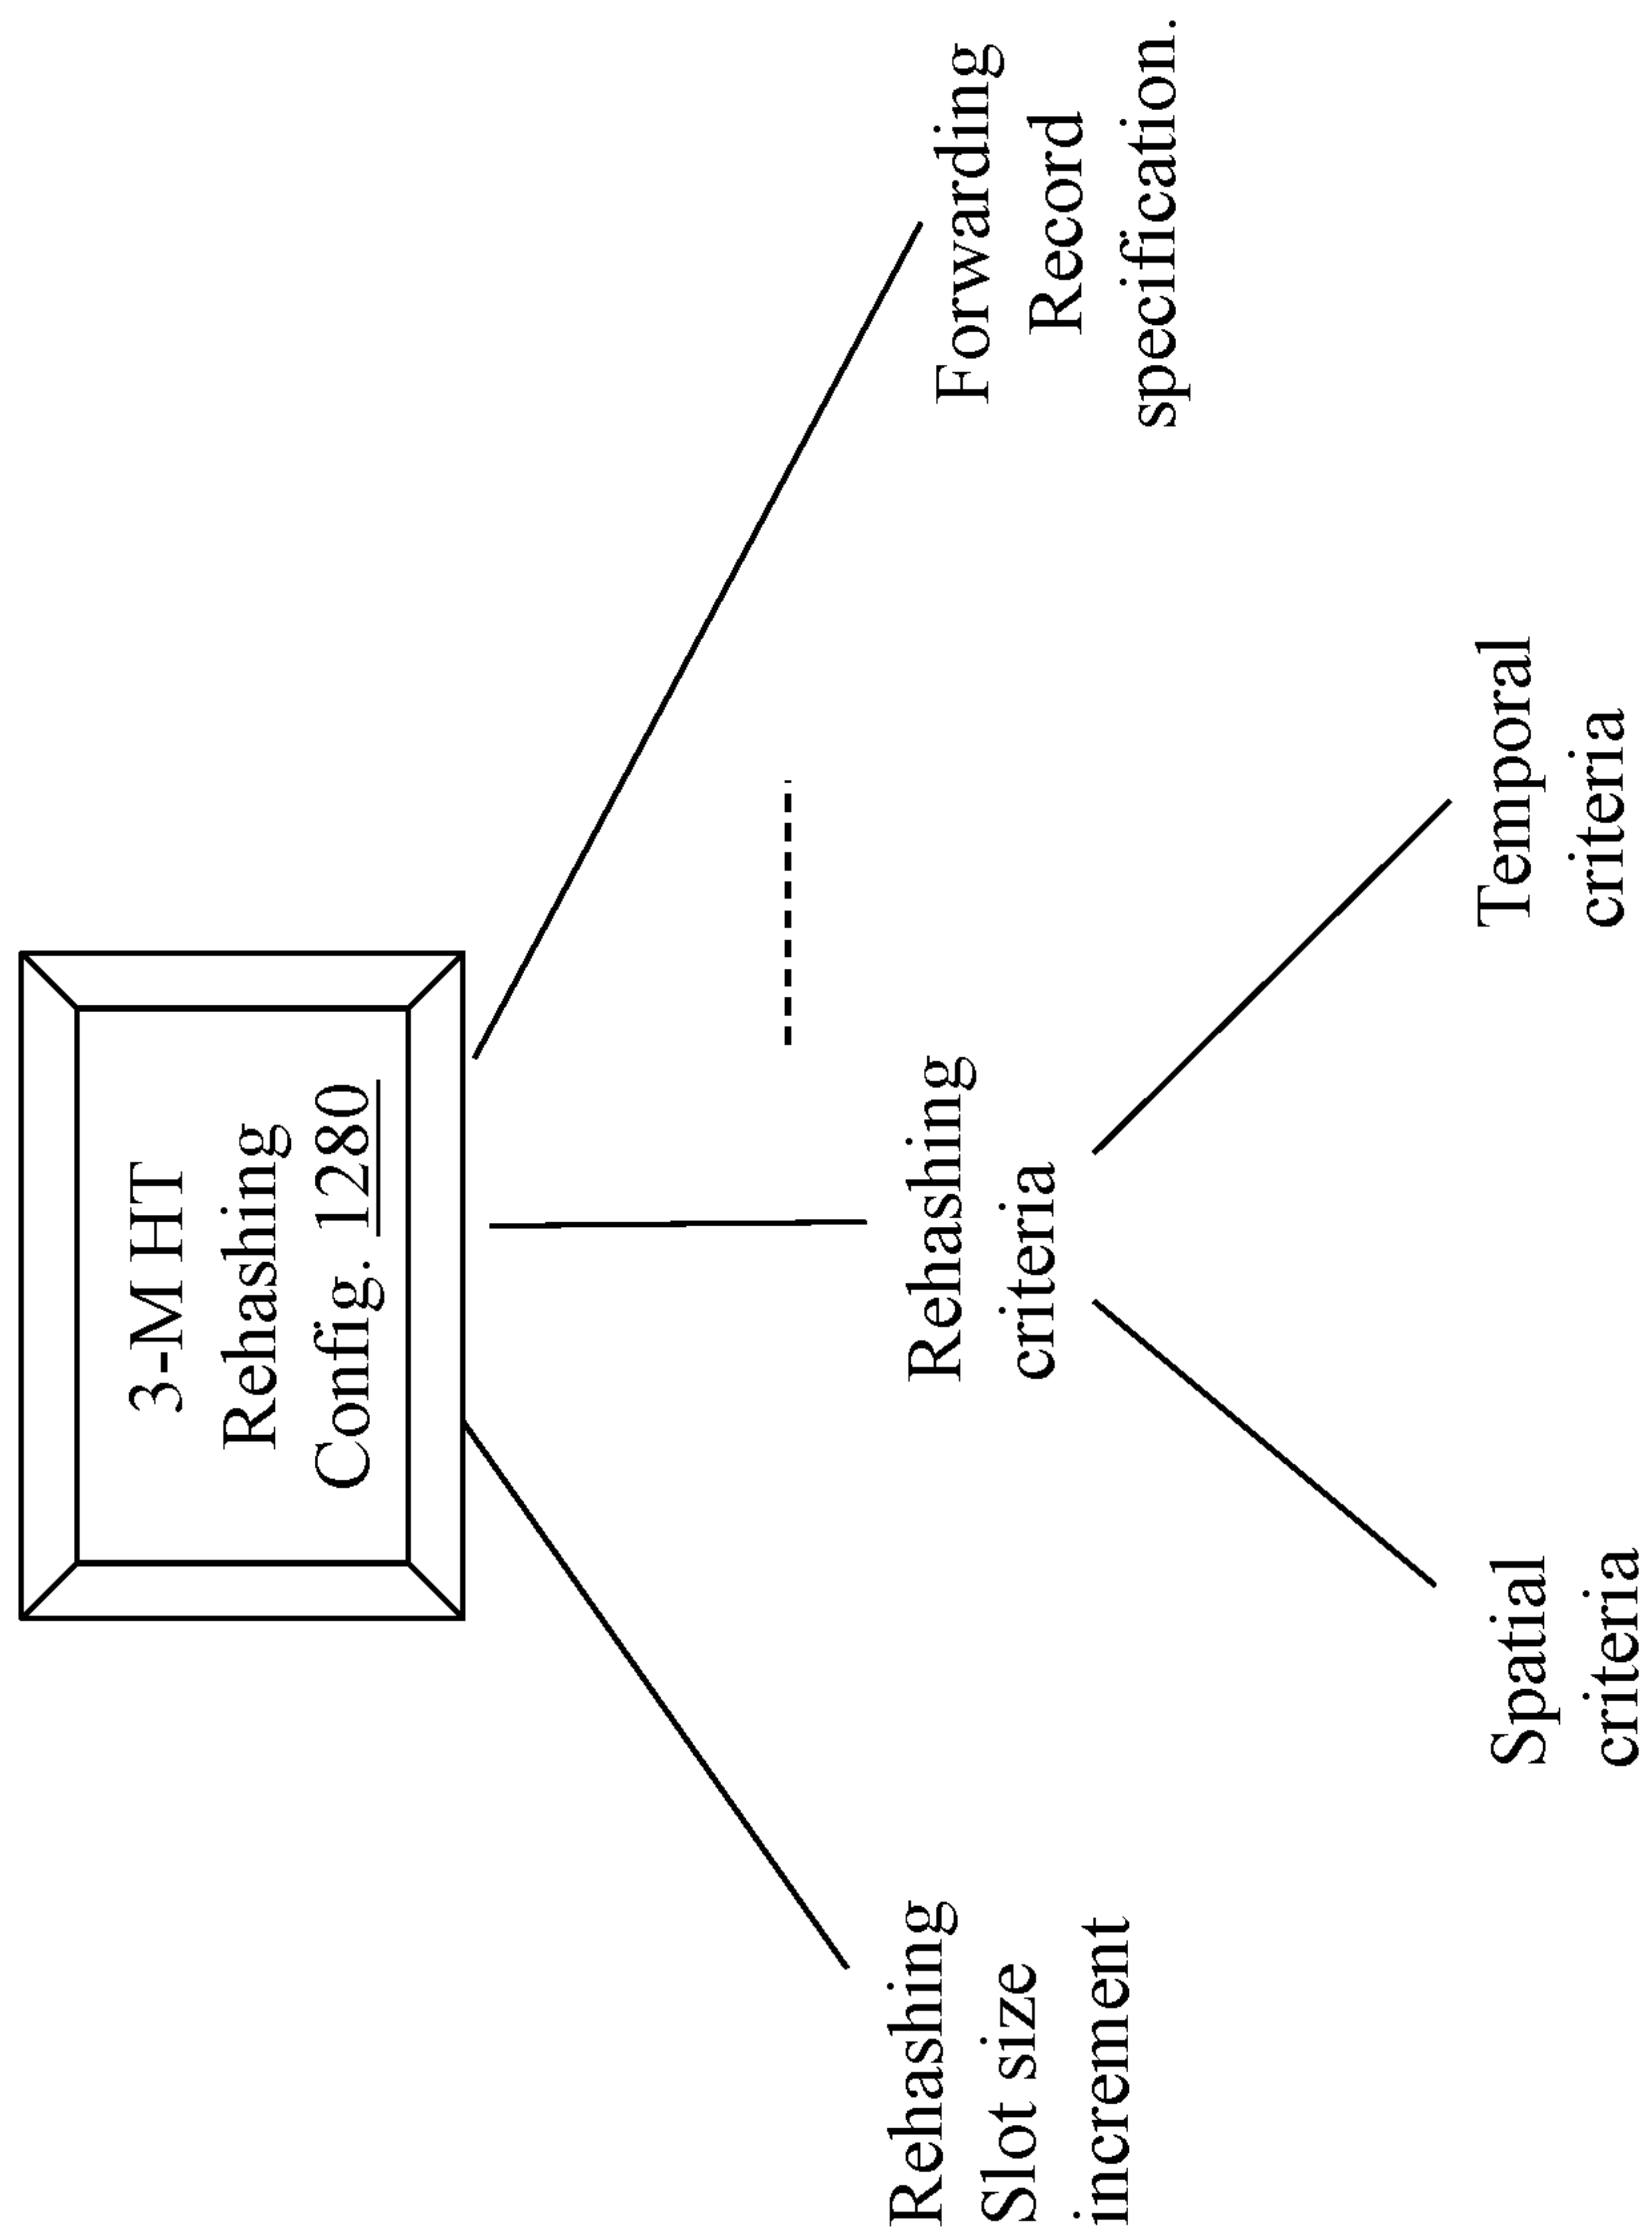 3-M HT
Rehashing
Config. 1280
Rehashing
Slot size
increment
Rehashing
criteria
Forwarding
Record
specification.
Spatial
criteria
Temporal
criteria